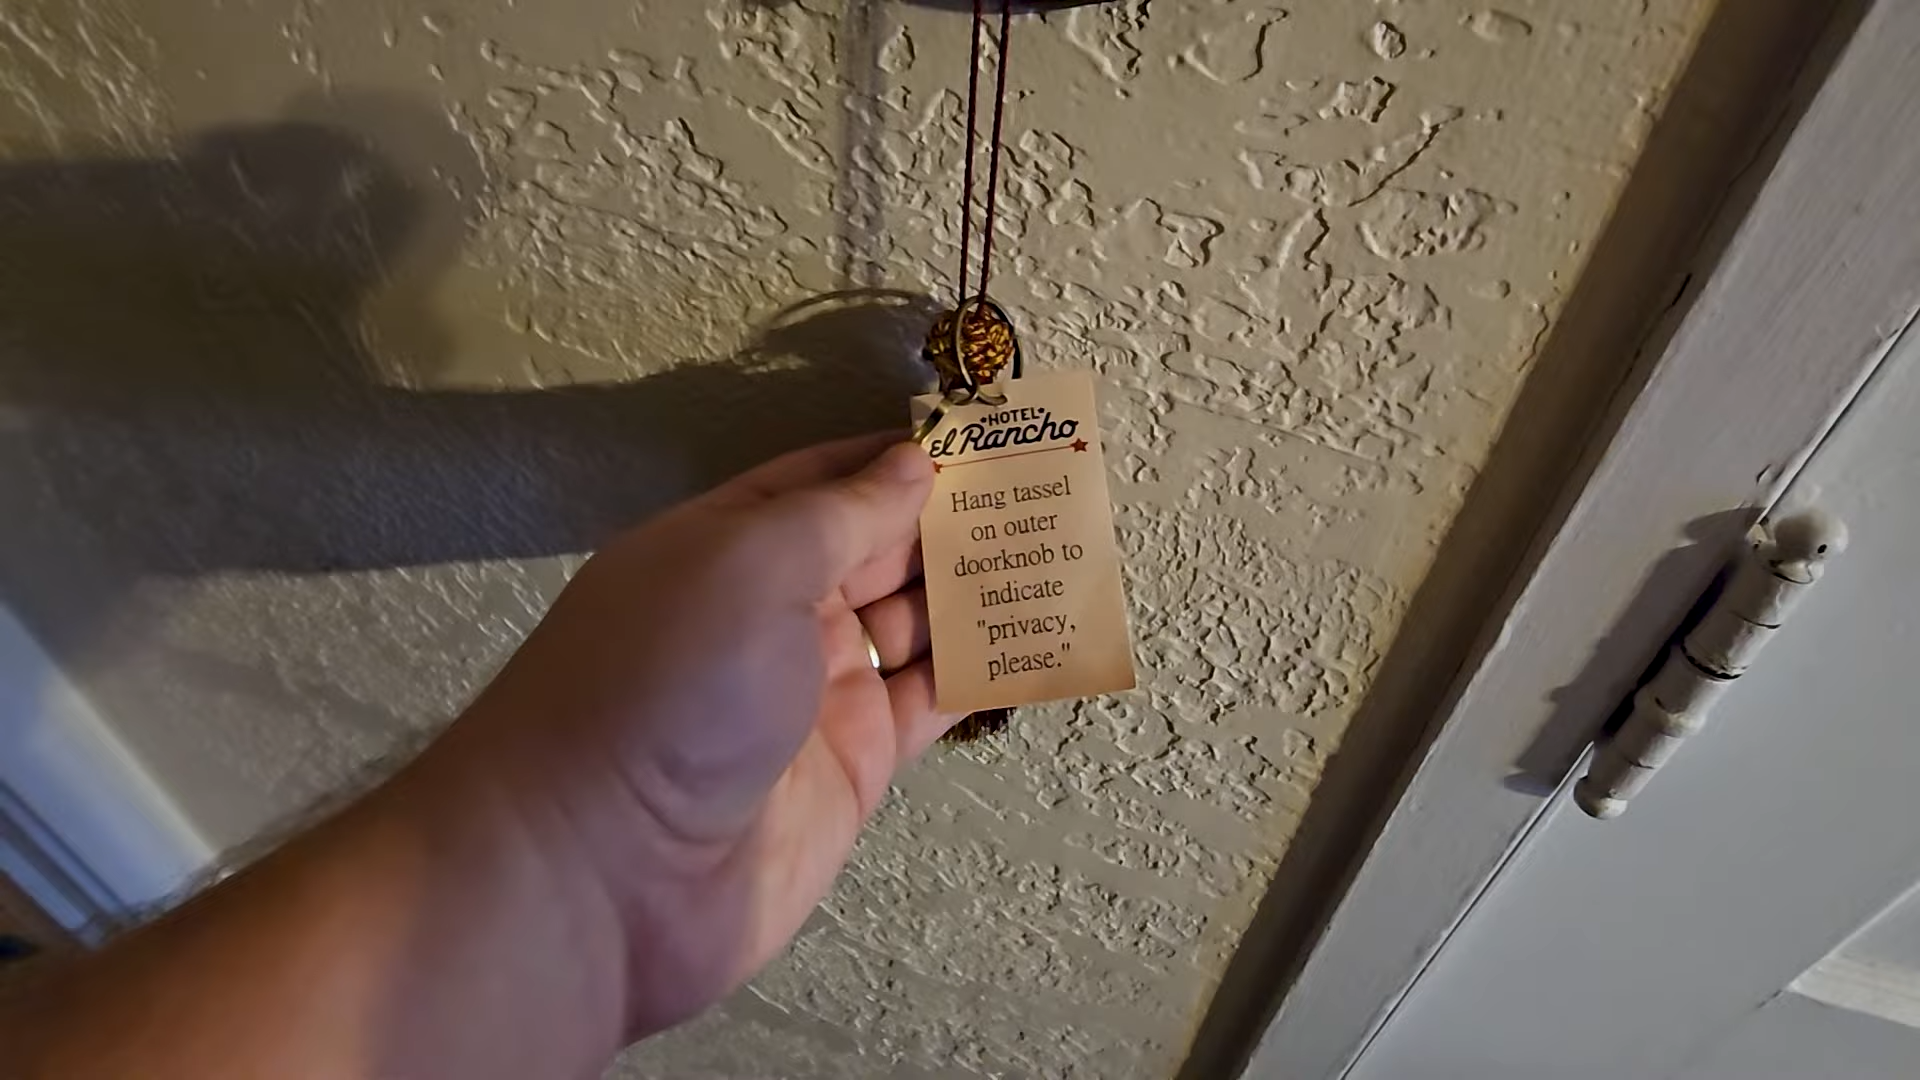 •HOTEL•
El Rancho
Hang tassel
on outer
doorknob to
indicate
"privacy,
please."